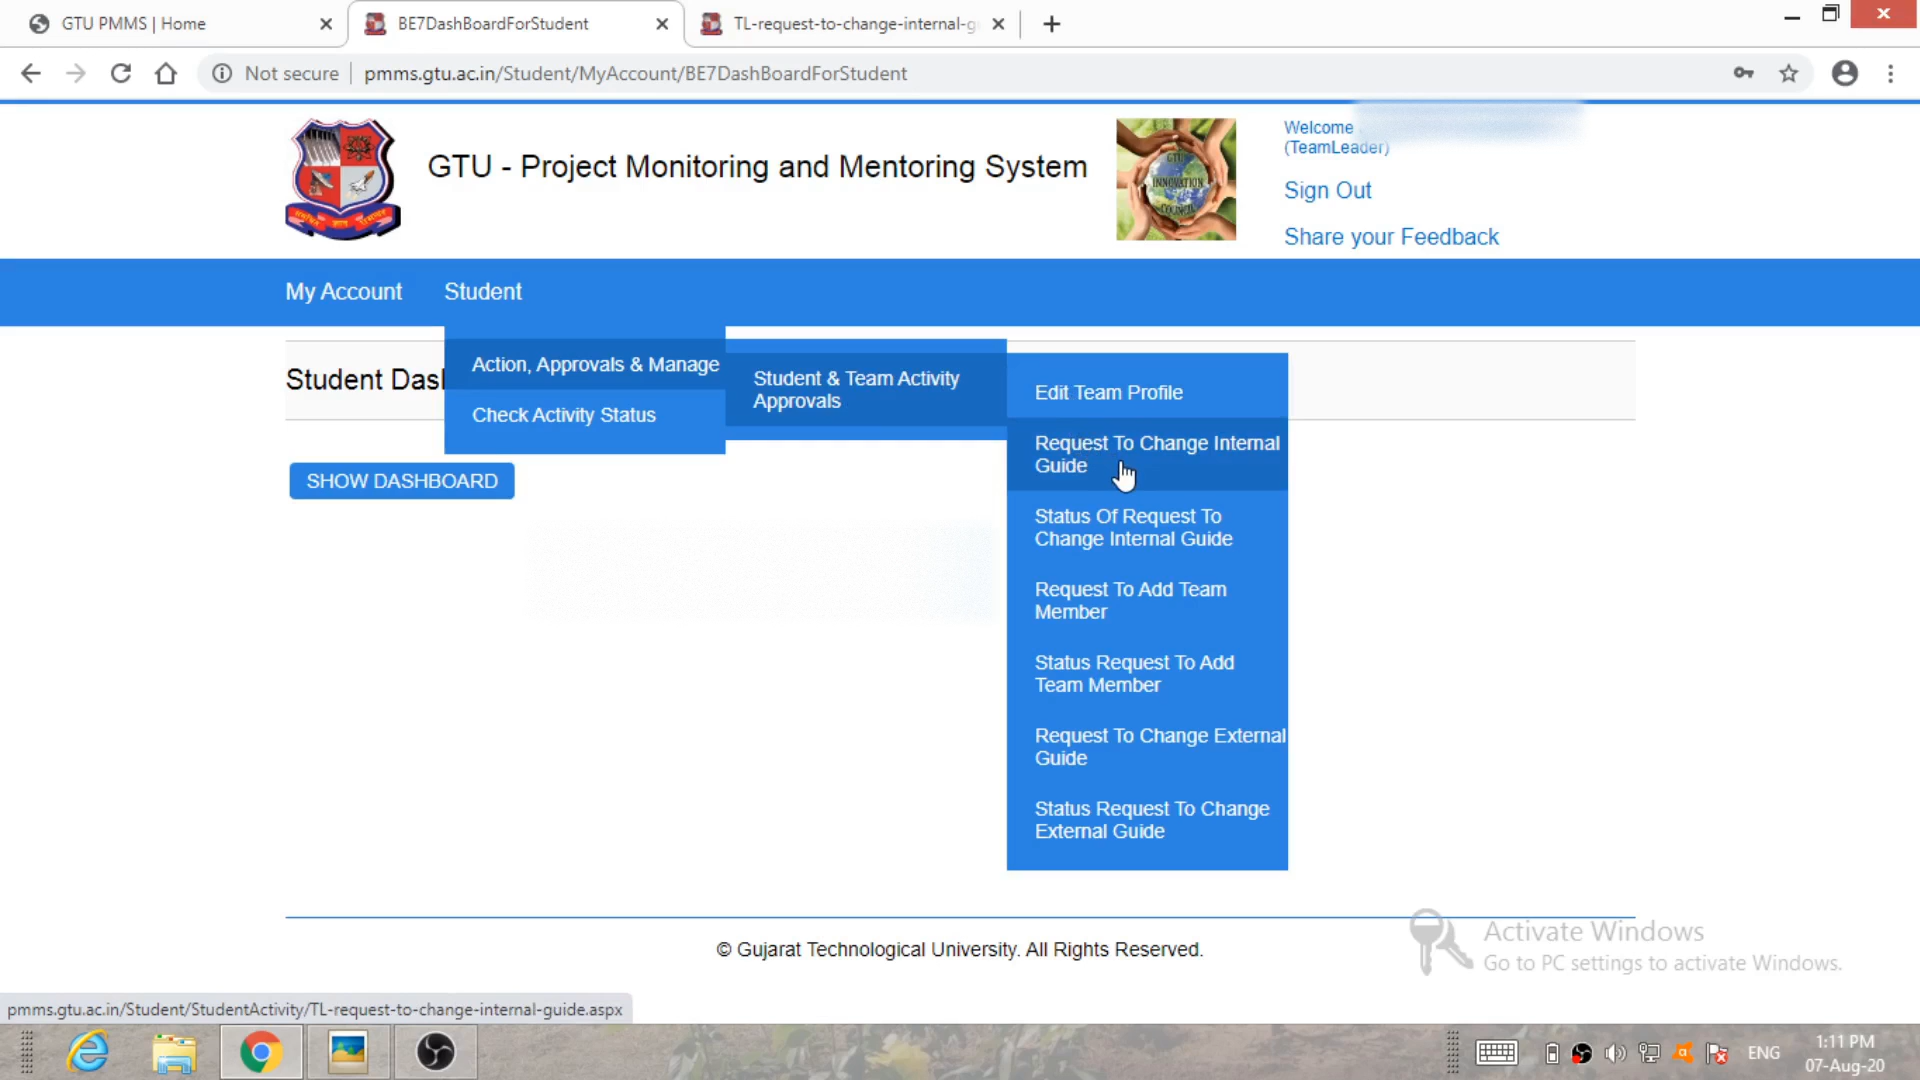 GTU PMMS | Home
BE7DashBoardForStudent
TL-request-to-change-internal-g
Not secure
pmms.gtu.ac.in/Student/MyAccount/BE7DashBoardForStudent
GTU - Project Monitoring and Mentoring System
GTU
INNOVATION
COUNCIL
Welcome
(TeamLeader)
Sign Out
Share your Feedback
My Account
Student
Student Das
Action, Approvals & Manage
Check Activity Status
Student & Team Activity
Approvals
Edit Team Profile
Request To Change Internal
Guide
Status Of Request To
Change Internal Guide
Request To Add Team
Member
Status Request To Add
Team Member
Request To Change External
Guide
Status Request To Change
External Guide
SHOW DASHBOARD
© Gujarat Technological University. All Rights Reserved.
Activate Windows
Go to PC settings to activate Windows.
pmms.gtu.ac.in/Student/StudentActivity/TL-request-to-change-internal-guide.aspx
ENG
1:11 PM
07-Aug-20